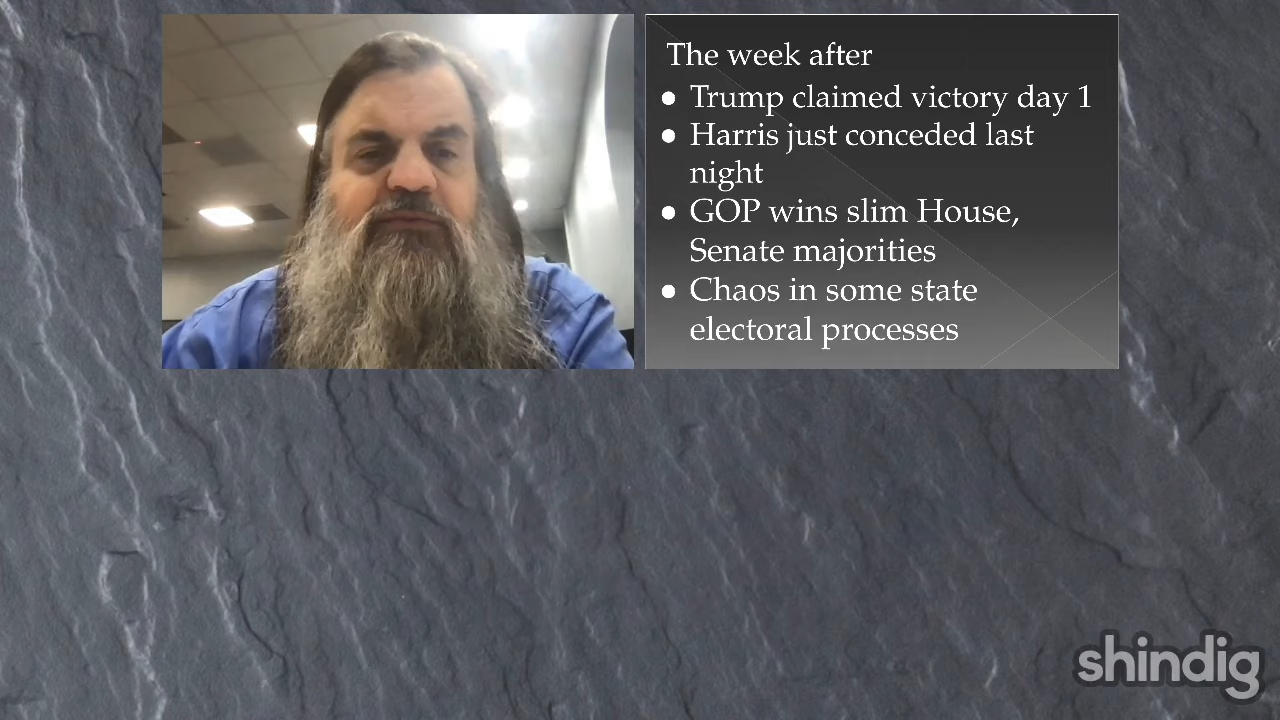 The week after
● Trump claimed victory day 1
● Harris just conceded last
night
● GOP wins slim House,
Senate majorities
● Chaos in some state
electoral processes
shindig